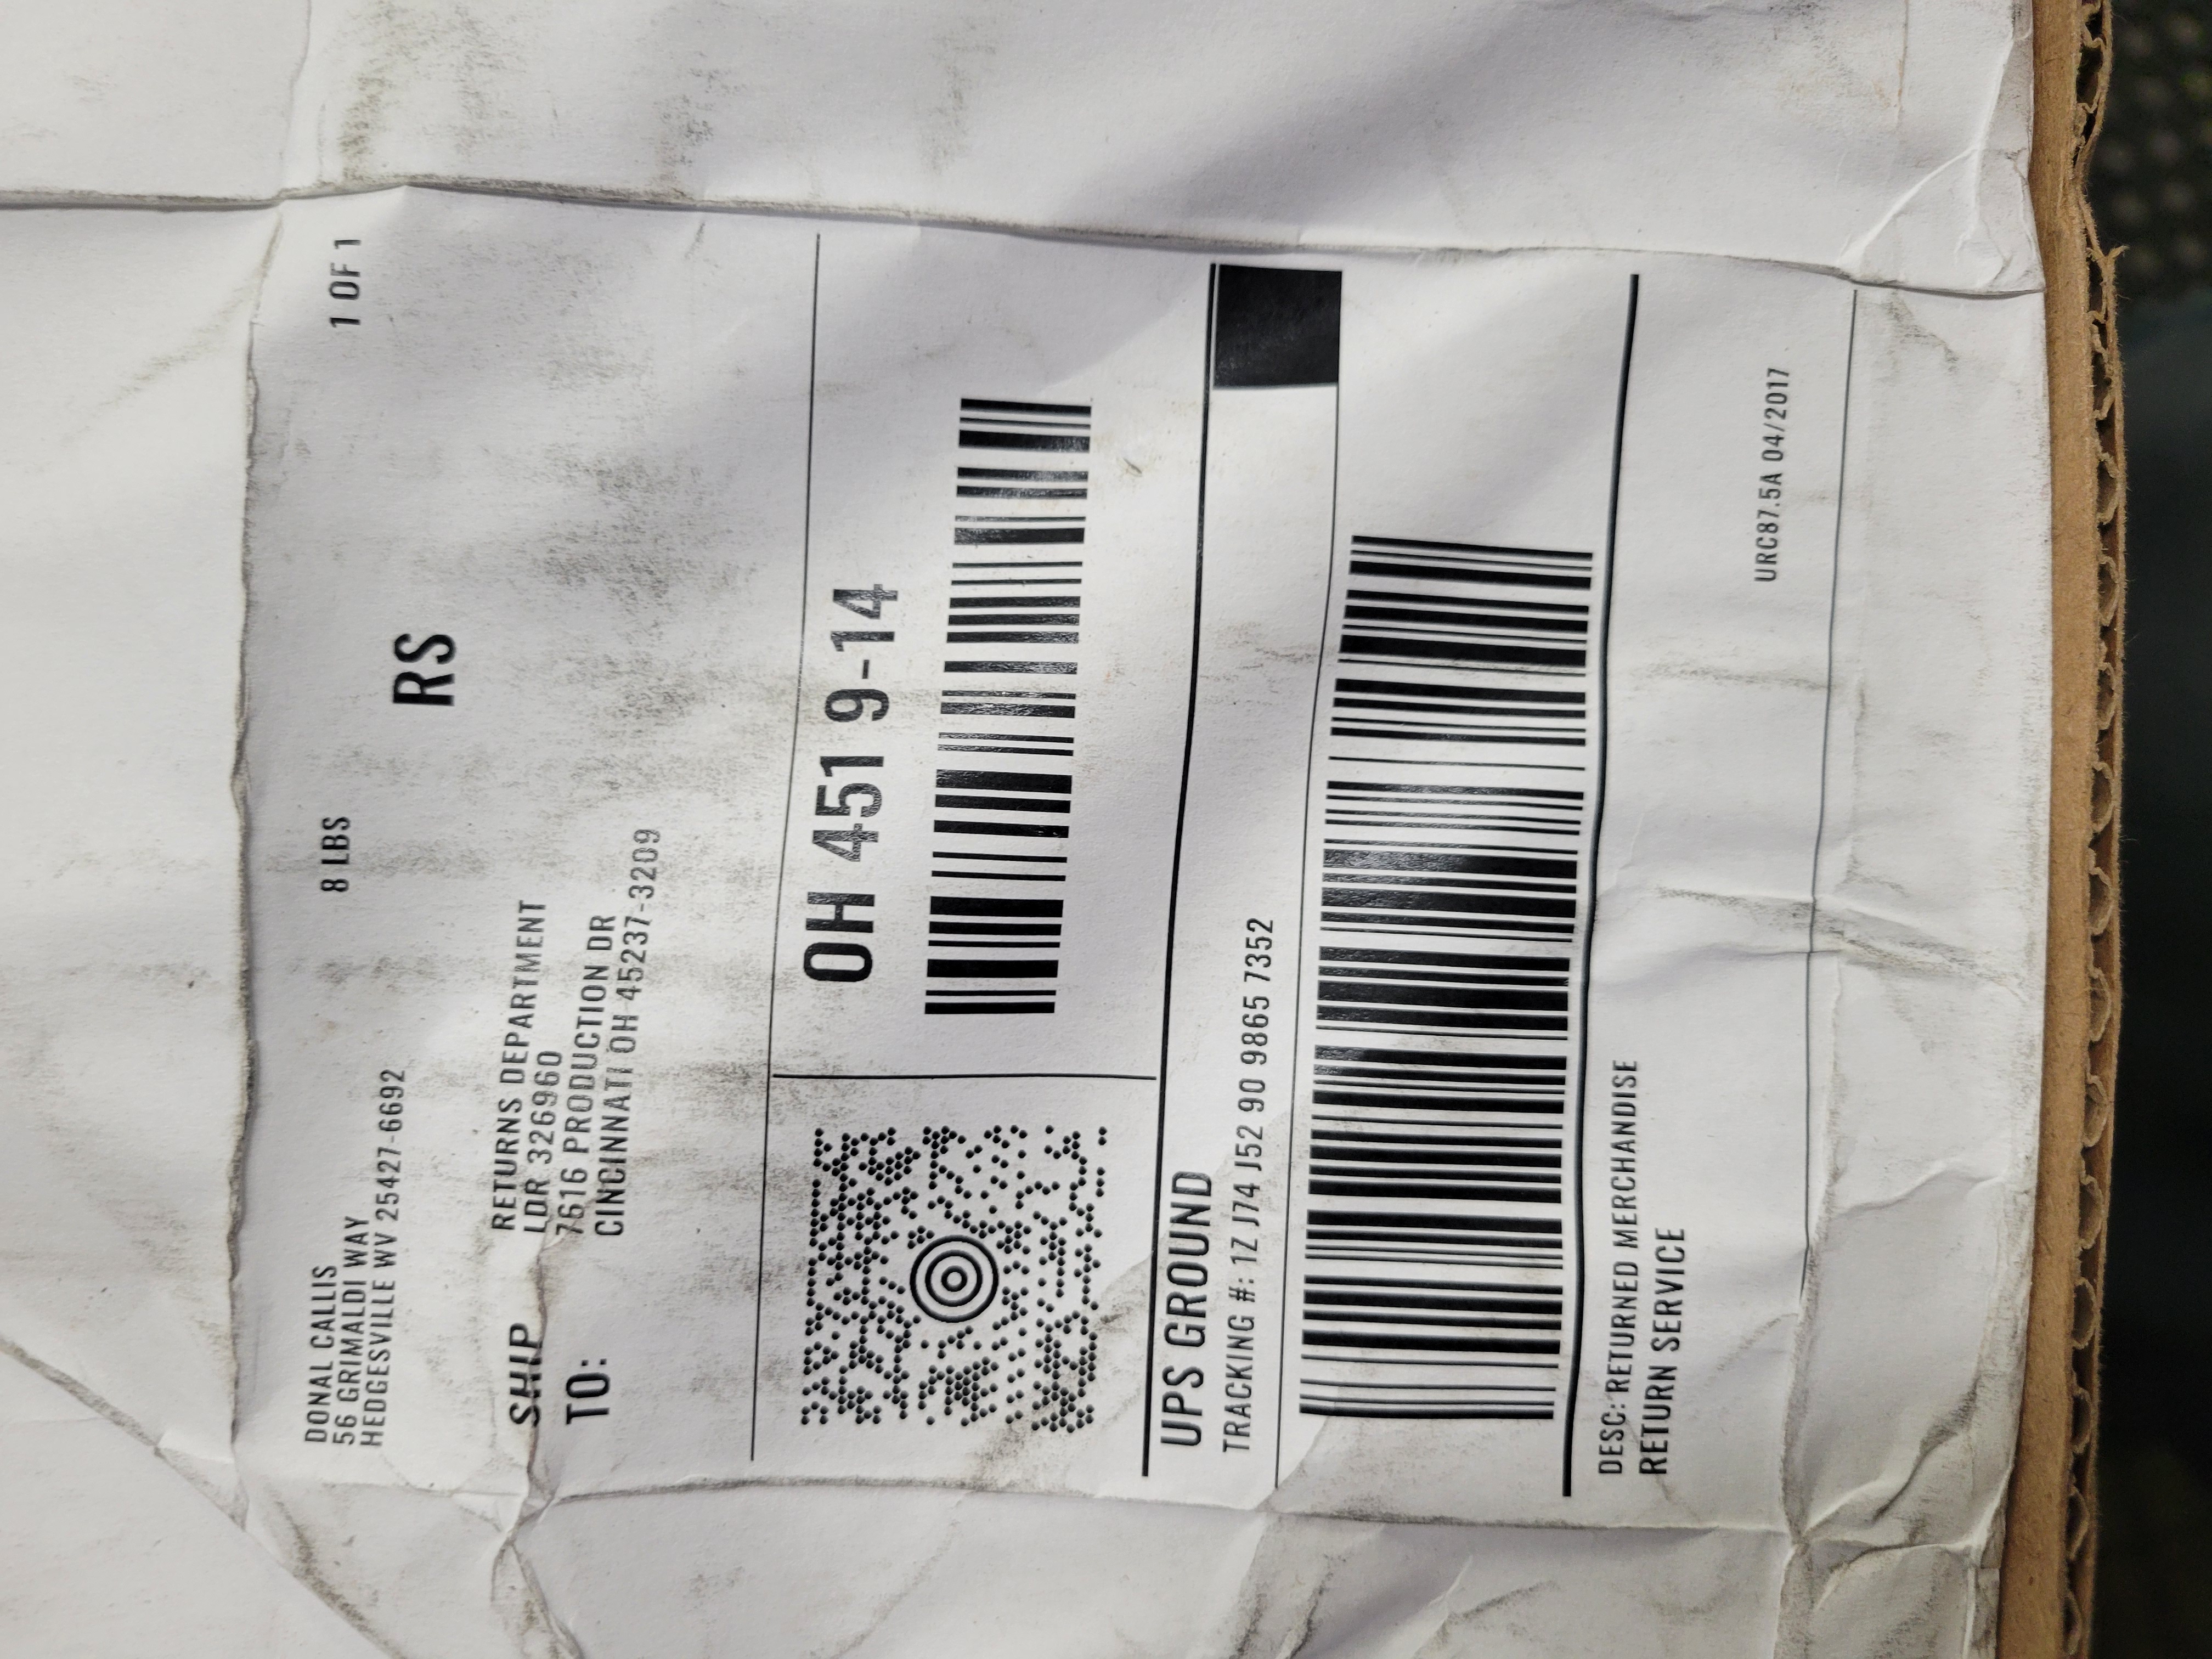 DONAL CALLIS
56 GRIMALDI WAY
HEDGESVILLE WV 25427-6692
8 LBS
1 OF 1
RS
SHIP
TO:
RETURNS DEPARTMENT
LDR 326960
7616 PRODUCTION DR
CINCINNATI OH 45237-3209
OH 451 9-14
UPS GROUND
TRACKING #: 1Z J74 J52 90 9865 7352
DESC: RETURNED MERCHANDISE
RETURN SERVICE
URC87.5A 04/2017